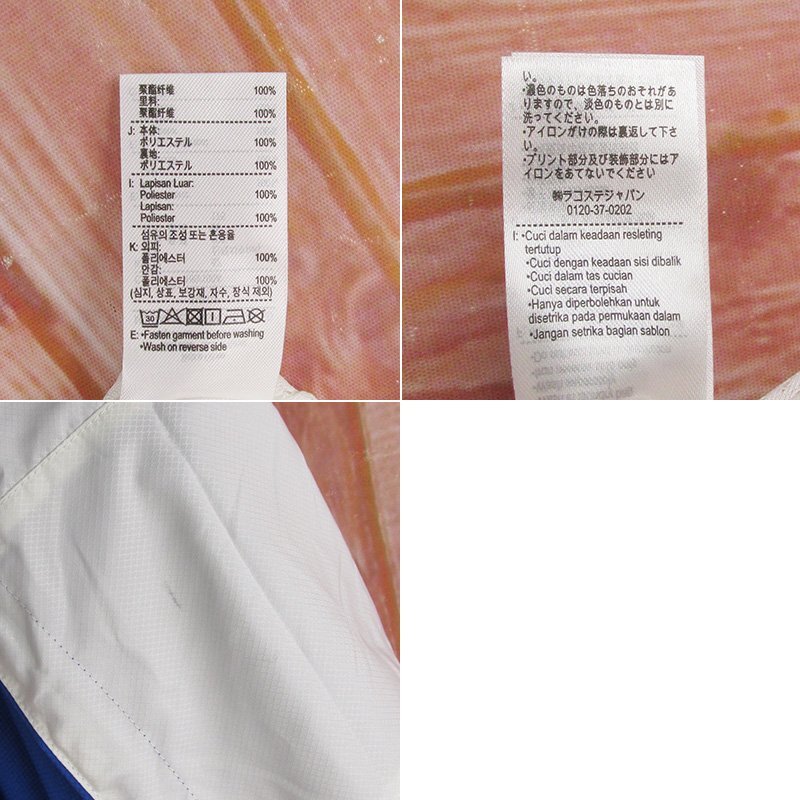 聚酯纤维 100%
里料:
聚酯纤维 100%
J: 本体:
ポリエステル 100%
裏地:
ポリエステル 100%
I: Lapisan Luar:
Poliester 100%
Lapisan:
Poliester 100%
섬유의 조성 또는 혼용율
K: 외피:
폴리에스터 100%
안감:
폴리에스터 100%
(심지, 상표, 보강재, 자수, 장식 제외)
30
E: •Fasten garment before washing
•Wash on reverse side
い。
•濃色のものは色落ちのおそれがあ
りますので、淡色のものとは別に
洗ってください。
•アイロンがけの際は裏返して下さ
い。
•プリント部分及び装飾部分にはア
イロンをあてないでください
㈱ラコステジャパン
0120-37-0202
I: •Cuci dalam keadaan resleting
tertutup
•Cuci dengan keadaan sisi dibalik
•Cuci dalam tas cucian
•Cuci secara terpisah
•Hanya diperbolehkan untuk
disetrika pada permukaan dalam
•Jangan setrika bagian sablon